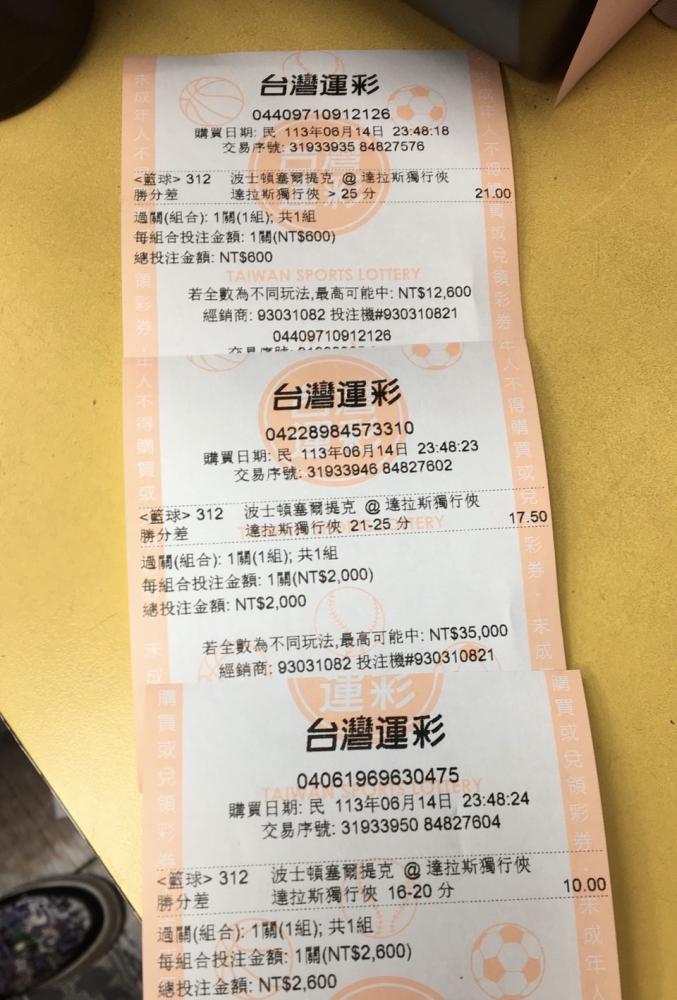 台灣運彩
04409710912126
購買日期: 民 113年06月14日 23:48:18
交易序號: 31933935 84827576
<籃球> 312 波士頓塞爾提克 @ 達拉斯獨行俠
勝分差 達拉斯獨行俠 > 25 分 21.00
過關(組合): 1關(1組); 共1組
每組合投注金額: 1關(NT$600)
總投注金額: NT$600
TAIWAN SPORTS LOTTERY
若全數為不同玩法,最高可能中: NT$12,600
經銷商: 93031082 投注機#930310821
04409710912126
台灣運彩
04228984573310
購買日期: 民 113年06月14日 23:48:23
交易序號: 31933946 84827602
<籃球> 312 波士頓塞爾提克 @ 達拉斯獨行俠
勝分差 達拉斯獨行俠 21-25 分 17.50
過關(組合): 1關(1組); 共1組
每組合投注金額: 1關(NT$2,000)
總投注金額: NT$2,000
若全數為不同玩法,最高可能中: NT$35,000
經銷商: 93031082 投注機#930310821
運彩
台灣運彩
04061969630475
TAIWAN SPORTS LOTTERY
購買日期: 民 113年06月14日 23:48:24
交易序號: 31933950 84827604
<籃球> 312 波士頓塞爾提克 @ 達拉斯獨行俠
勝分差 達拉斯獨行俠 16-20 分 10.00
過關(組合): 1關(1組); 共1組
每組合投注金額: 1關(NT$2,600)
總投注金額: NT$2,600